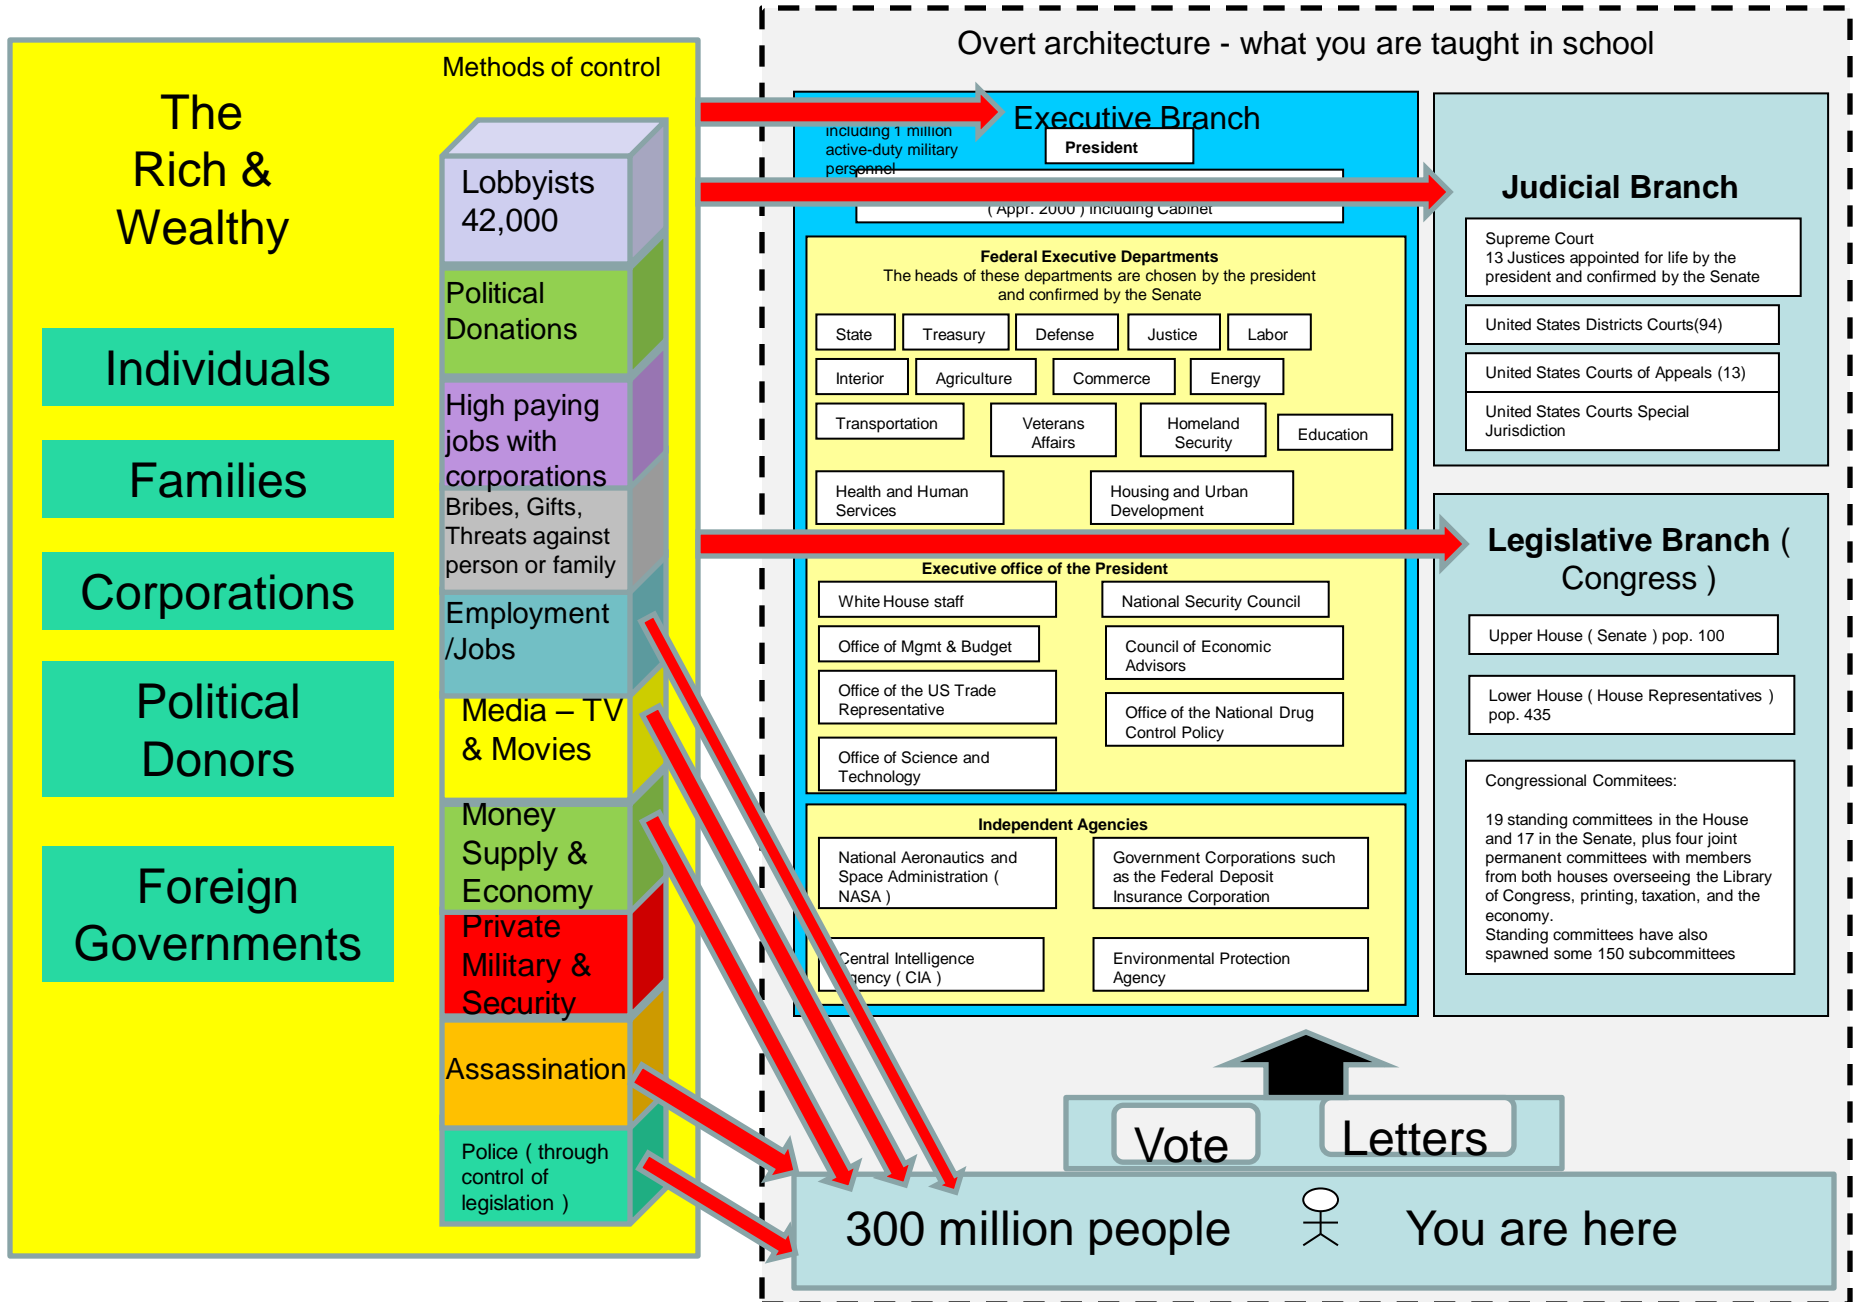 The
Rich &
Wealthy
Individuals
Families
Corporations
Political
Donors
Foreign
Governments
Methods of control
Lobbyists
42,000
Political
Donations
High paying
jobs with
corporations
Bribes, Gifts,
Threats against
person or family
Employment
/Jobs
Media – TV
& Movies
Money
Supply &
Economy
Private
Military &
Security
Assassination
Police ( through
control of
legislation )
Overt architecture - what you are taught in school
Executive Branch
including 1 million
active-duty military
personnel
President
( Appr. 2000 ) including Cabinet
Federal Executive Departments
The heads of these departments are chosen by the president
and confirmed by the Senate
State
Treasury
Defense
Justice
Labor
Interior
Agriculture
Commerce
Energy
Transportation
Veterans
Affairs
Homeland
Security
Education
Health and Human
Services
Housing and Urban
Development
Executive office of the President
White House staff
National Security Council
Office of Mgmt & Budget
Council of Economic
Advisors
Office of the US Trade
Representative
Office of the National Drug
Control Policy
Office of Science and
Technology
Independent Agencies
National Aeronautics and
Space Administration (
NASA )
Government Corporations such
as the Federal Deposit
Insurance Corporation
Central Intelligence
Agency ( CIA )
Environmental Protection
Agency
Judicial Branch
Supreme Court
13 Justices appointed for life by the
president and confirmed by the Senate
United States Districts Courts(94)
United States Courts of Appeals (13)
United States Courts Special
Jurisdiction
Legislative Branch (
Congress )
Upper House ( Senate ) pop. 100
Lower House ( House Representatives )
pop. 435
Congressional Commitees:
19 standing committees in the House
and 17 in the Senate, plus four joint
permanent committees with members
from both houses overseeing the Library
of Congress, printing, taxation, and the
economy.
Standing committees have also
spawned some 150 subcommittees
Vote
Letters
300 million people
You are here